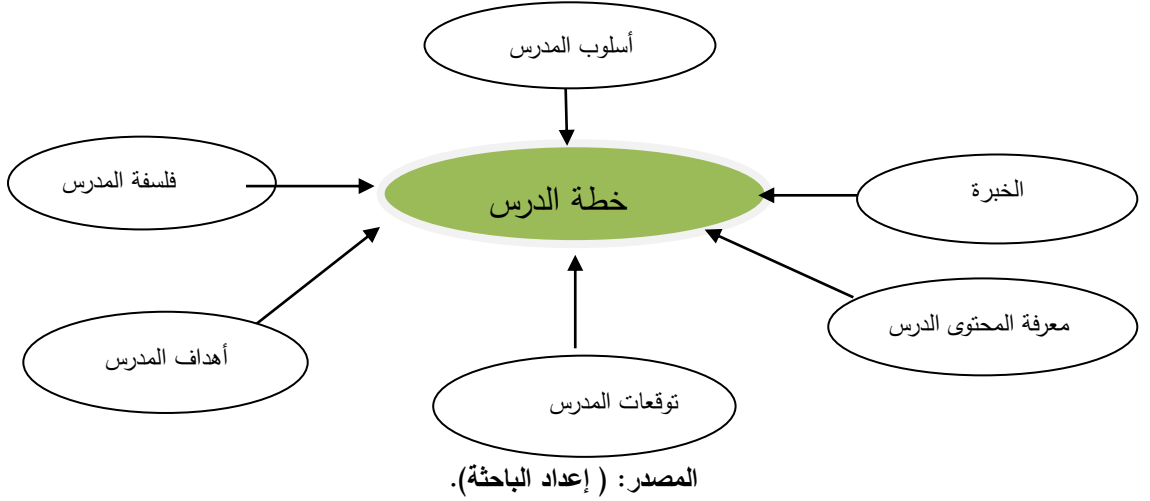 أسلوب المدرس
الخبرة
فلسفة المدرس
خطة الدرس
معرفة المحتوى الدرس
أهداف المدرس
توقعات المدرس
المصدر: ( إعداد الباحثة).